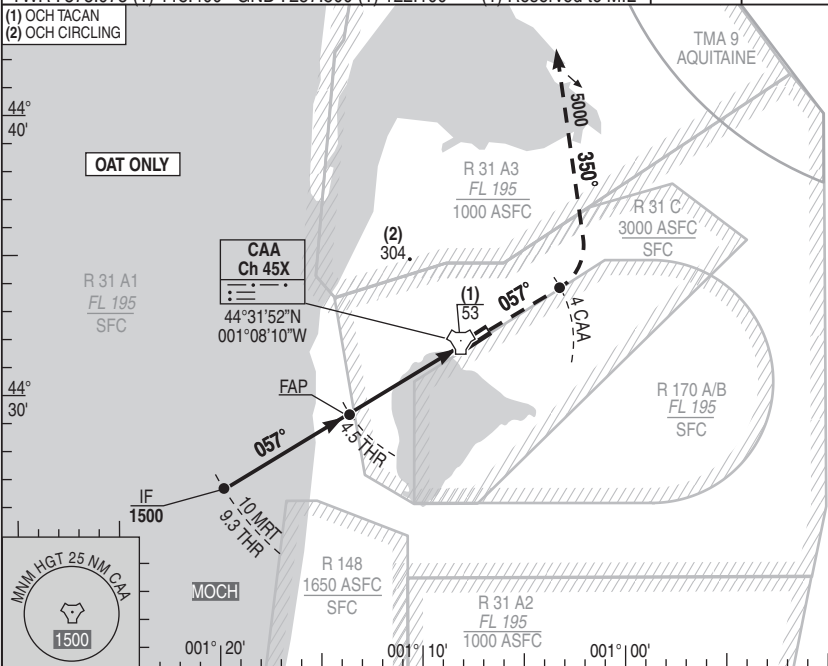 (1) OCH TACAN
(2) OCH CIRCLING
TMA 9
AQUITAINE
44°
40'
5000
OAT ONLY
350°
R 31 A3
FL 195
1000 ASFC
R 31 C
3000 ASFC
SFC
(2)
304
CAA
Ch 45X
R 31 A1
FL 195
SFC
44°31'52"N
001°08'10"W
(1)
53
057°
4 CAA
FAP
44°
30'
R 170 A/B
FL 195
SFC
057°
4.5 THR
IF
1500
10 MRT
9.3 THR
MNM HGT 25 NM CAA
1500
MOCH
R 148
1650 ASFC
SFC
R 31 A2
FL 195
1000 ASFC
001° 20'
001° 10'
001° 00'